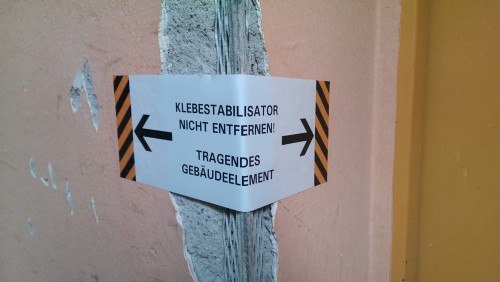 KLEBESTABILISATOR
NICHT ENTFERNEN!
TRAGENDES
GEBÄUDEELEMENT